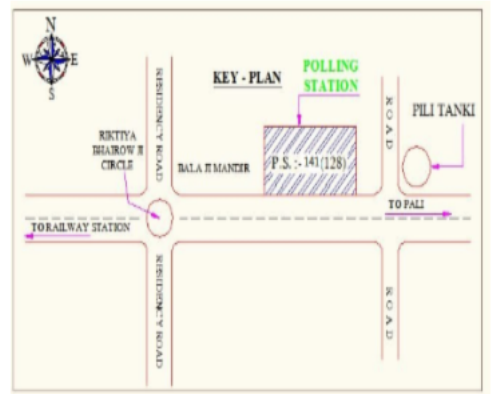 N
W E
S
KEY - PLAN
POLLING
STATION
RESIDENCY ROAD
ROAD
PILI TANKI
RIKTIYA
BHAIROW JI
CIRCLE
BALA JI MANDIR
P.S. :- 141 (128)
TO PALI
TO RAILWAY STATION
RESIDENCY ROAD
ROAD